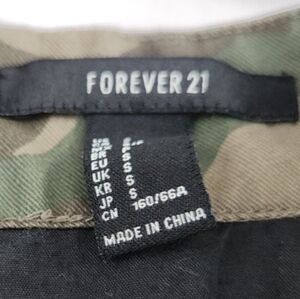 FOREVER 21
S
EU S
UK S
KR S
JP S
CN 160/66A
MADE IN CHINA